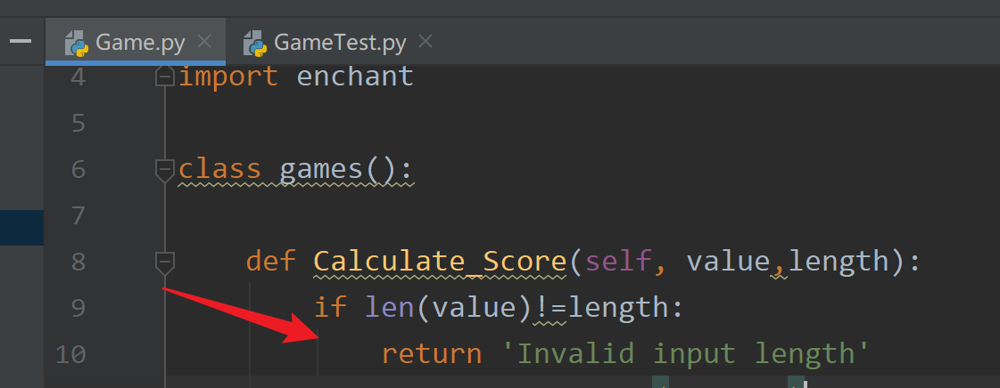 Game.py GameTest.py
4 import enchant
5
6 class games():
7
8 def Calculate_Score(self, value,length):
9 if len(value)!=length:
10 return 'Invalid input length'